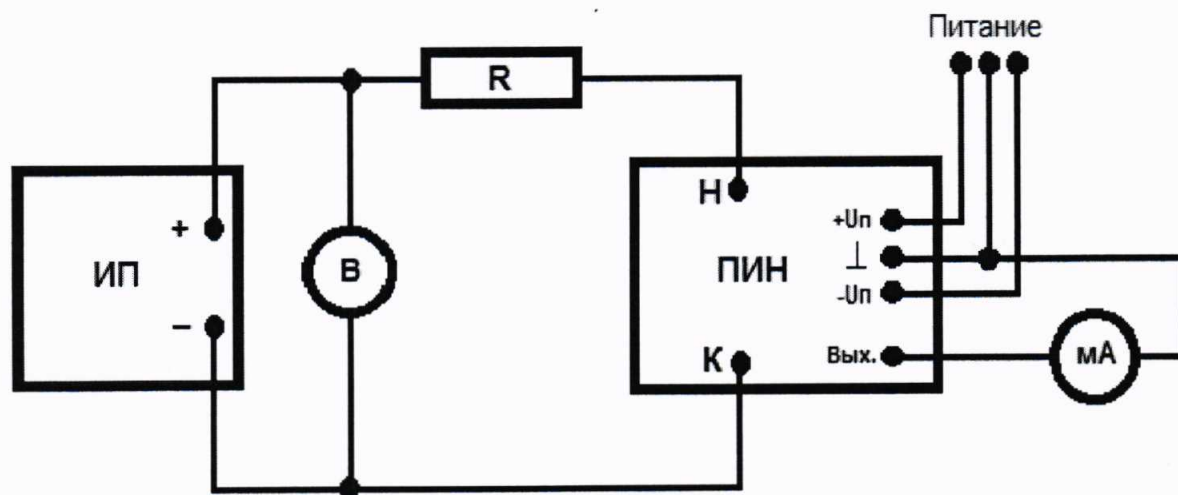 Питание
R
Н
+
+Uп
ИП
В
ПИН
⊥
-Uп
−
К
Вых.
мА